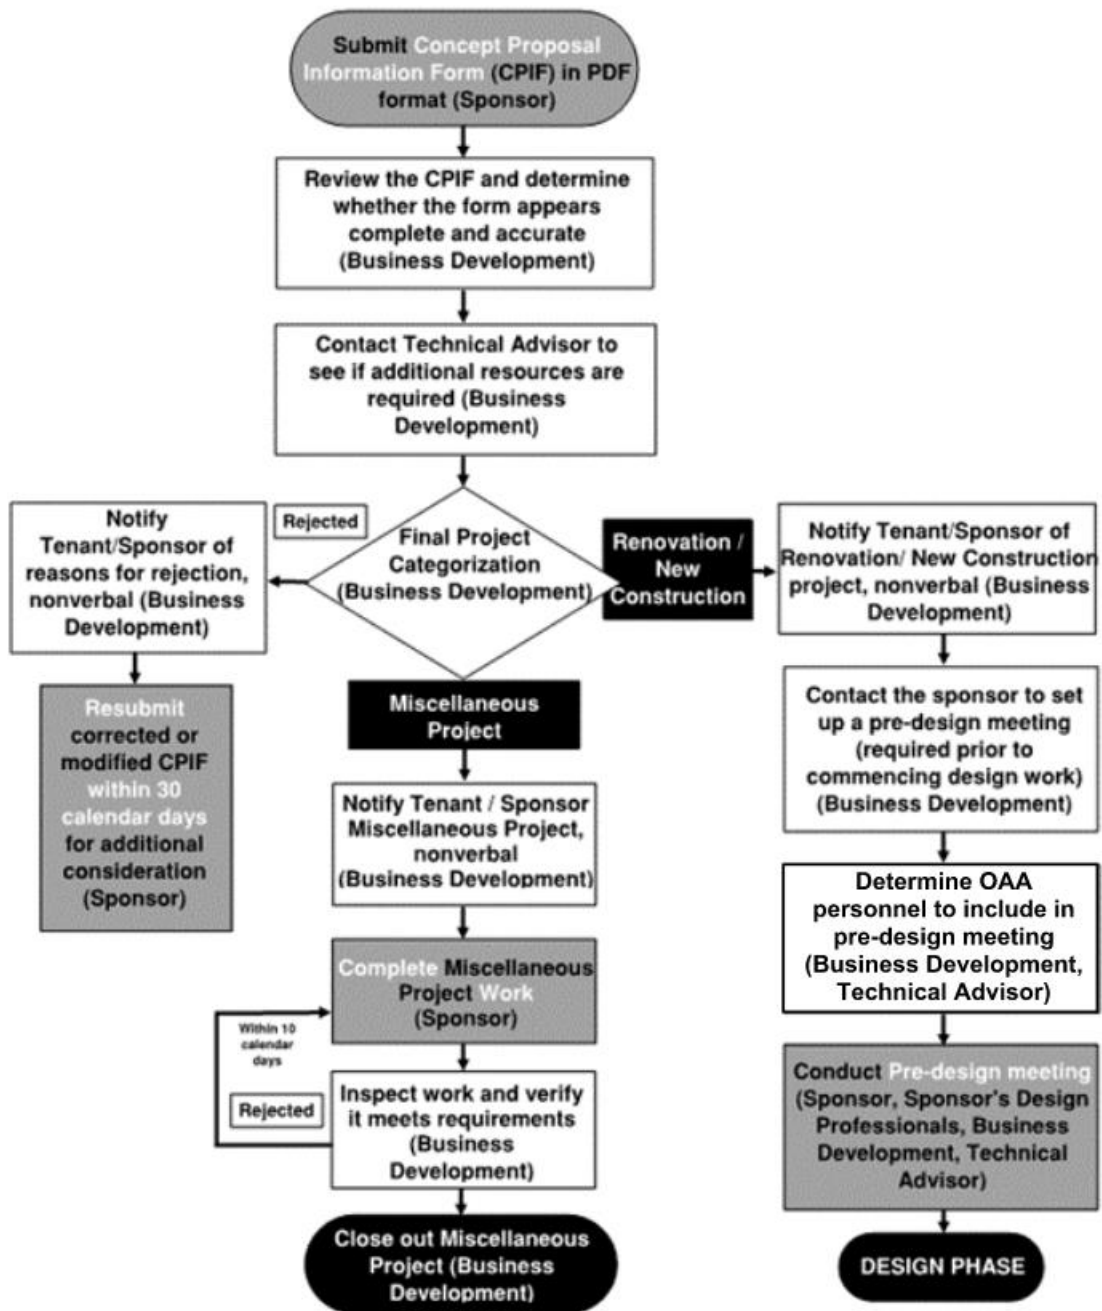 Submit Concept Proposal
Information Form (CPIF) in PDF
format (Sponsor)
Review the CPIF and determine
whether the form appears
complete and accurate
(Business Development)
Contact Technical Advisor to
see if additional resources are
required (Business
Development)
Final Project
Categorization
(Business Development)
Rejected
Notify
Tenant/Sponsor of
reasons for rejection,
nonverbal (Business
Development)
Resubmit
corrected or
modified CPIF
within 30
calendar days
for additional
consideration
(Sponsor)
Miscellaneous
Project
Notify Tenant / Sponsor
Miscellaneous Project,
nonverbal
(Business Development)
Complete Miscellaneous
Project Work
(Sponsor)
Within 10
calendar
days
Rejected
Inspect work and verify
it meets requirements
(Business
Development)
Close out Miscellaneous
Project (Business
Development)
Renovation /
New
Construction
Notify Tenant/Sponsor of
Renovation/ New Construction
project, nonverbal (Business
Development)
Contact the sponsor to set
up a pre-design meeting
(required prior to
commencing design work)
(Business Development)
Determine OAA
personnel to include in
pre-design meeting
(Business Development,
Technical Advisor)
Conduct Pre-design meeting
(Sponsor, Sponsor's Design
Professionals, Business
Development, Technical
Advisor)
DESIGN PHASE